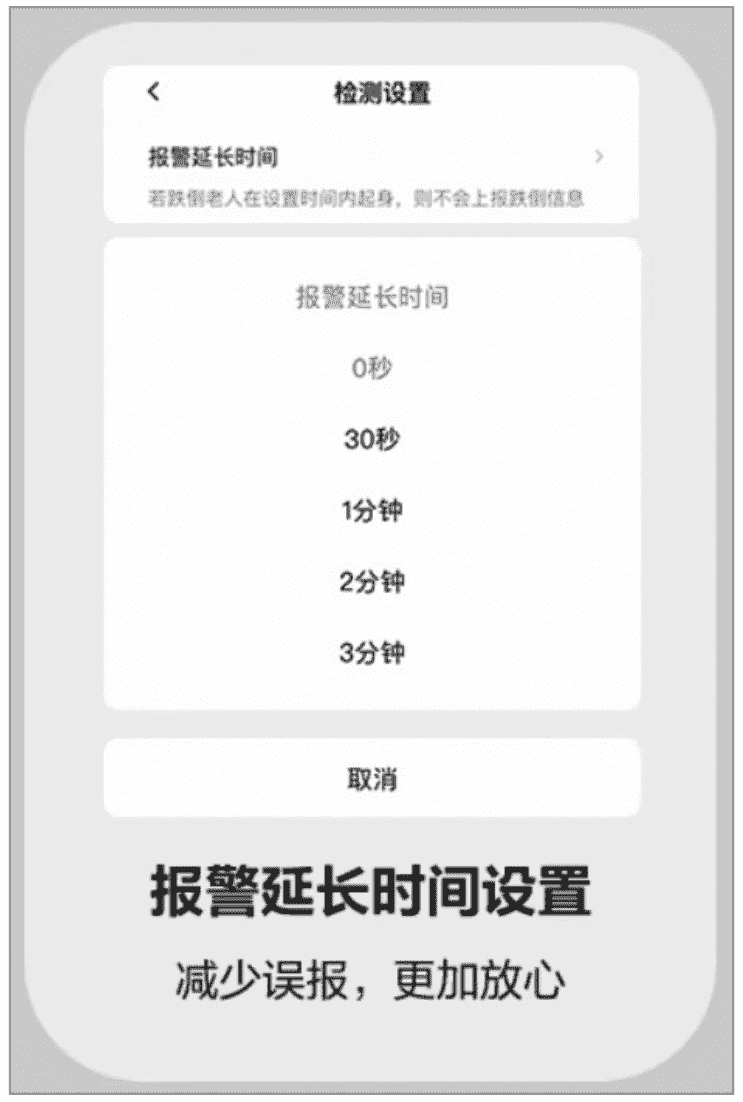 检测设置
报警延长时间
若跌倒老人在设置时间内起身，则不会上报跌倒信息
报警延长时间
0秒
30秒
1分钟
2分钟
3分钟
取消
报警延长时间设置
减少误报，更加放心